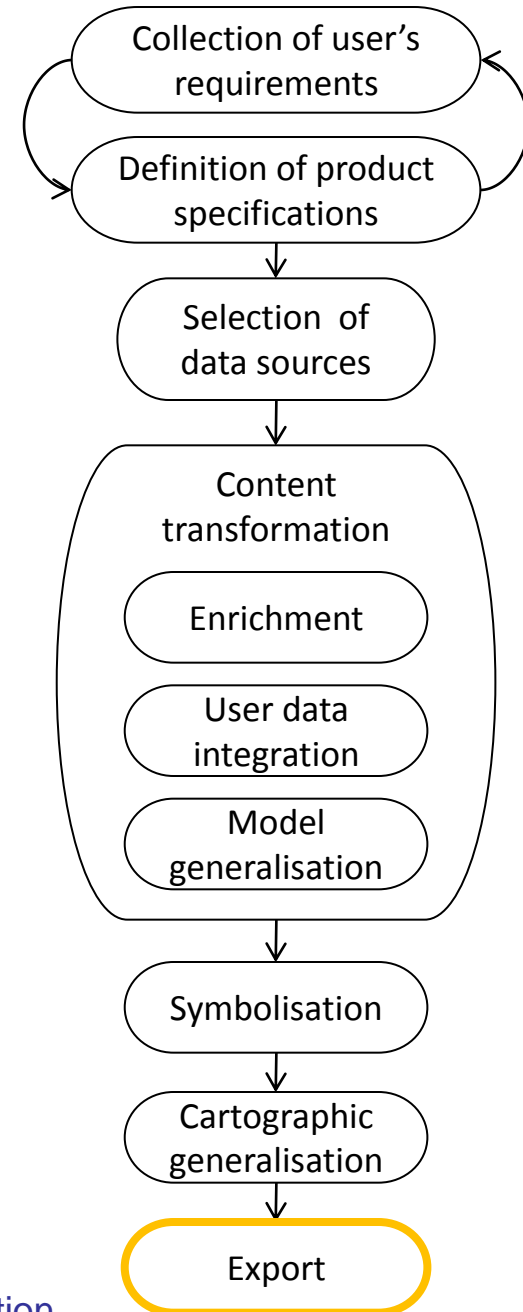 Collection of user's
requirements
Definition of product
specifications
Selection of
data sources
Content
transformation
Enrichment
User data
integration
Model
generalisation
Symbolisation
Cartographic
generalisation
Export